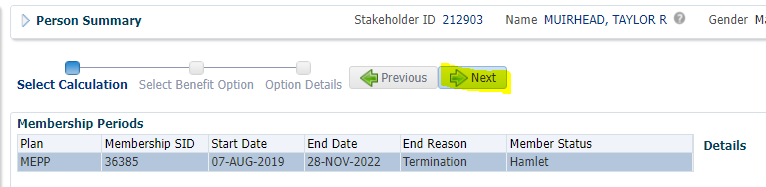 Person Summary Stakeholder ID 212903 Name MUIRHEAD, TAYLOR R Gender Ma
Select Calculation Select Benefit Option Option Details Previous Next
Membership Periods
Plan Membership SID Start Date End Date End Reason Member Status Details
MEPP 36385 07-AUG-2019 28-NOV-2022 Termination Hamlet